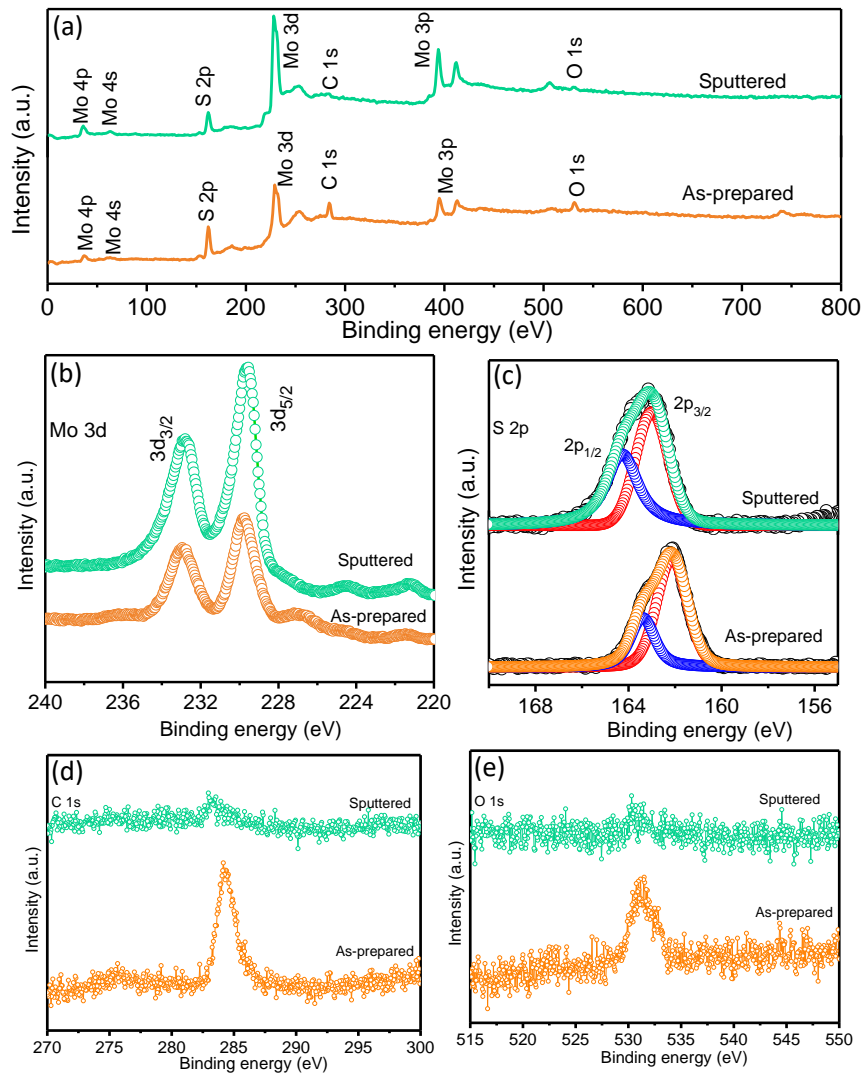 (a)
Mo 4p
Mo 4s
S 2p
Mo 3d
C 1s
Mo 3p
O 1s
Sputtered
Mo 4p
Mo 4s
S 2p
Mo 3d
C 1s
Mo 3p
O 1s
As-prepared
Intensity (a.u.)
0 100 200 300 400 500 600 700 800
Binding energy (eV)
(b)
Mo 3d
3d3/2
3d5/2
Sputtered
As-prepared
Intensity (a.u.)
240 236 232 228 224 220
Binding energy (eV)
(c)
S 2p
2p3/2
2p1/2
Sputtered
As-prepared
Intensity (a.u.)
168 164 160 156
Binding energy (eV)
(d)
C 1s
Sputtered
As-prepared
Intensity (a.u.)
270 275 280 285 290 295 300
Binding energy (eV)
(e)
O 1s
Sputtered
As-prepared
Intensity (a.u.)
515 520 525 530 535 540 545 550
Binding energy (eV)